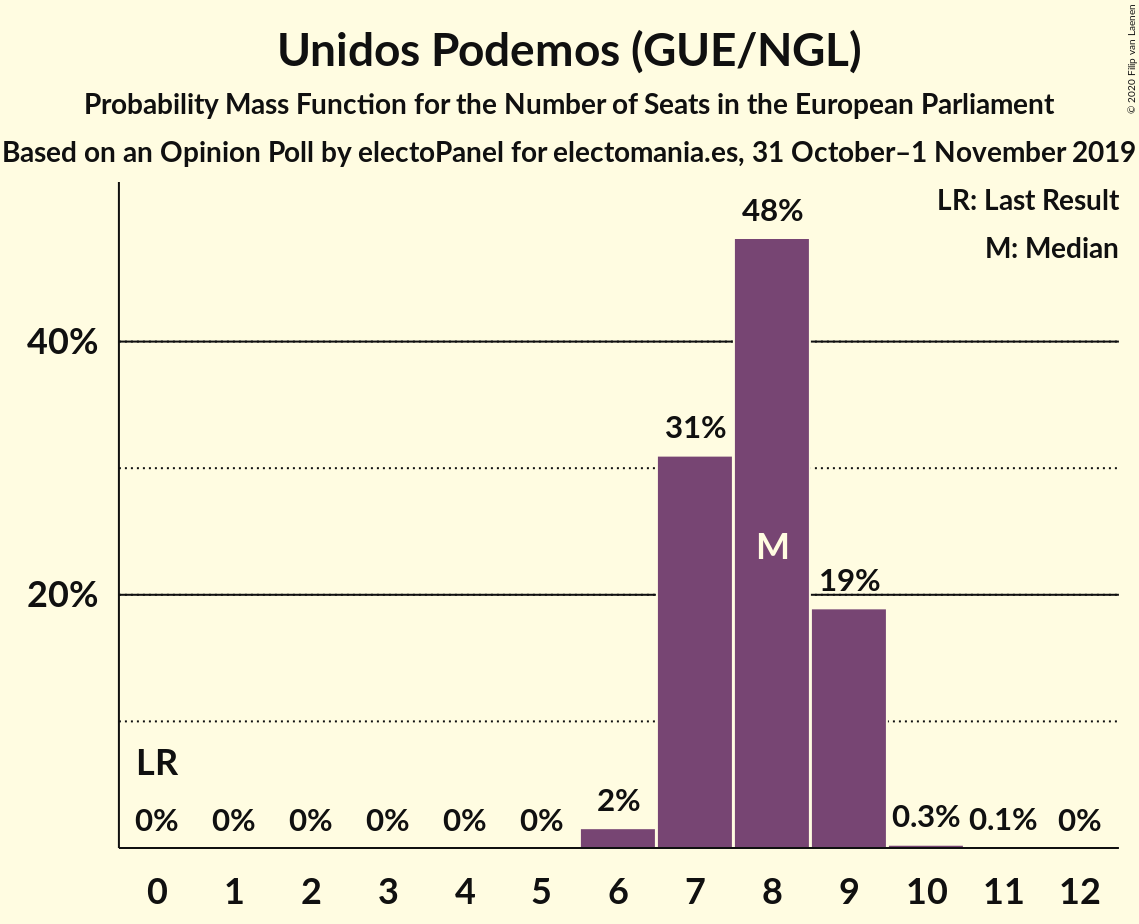 Unidos Podemos (GUE/NGL)
Probability Mass Function for the Number of Seats in the European Parliament
Based on an Opinion Poll by electoPanel for electomania.es, 31 October–1 November 2019
© 2020 Filip van Laenen
LR: Last Result
M: Median
48%
40%
31%
M
19%
20%
LR
0% 0% 0% 0% 0% 0% 2% 0.3% 0.1% 0%
0 1 2 3 4 5 6 7 8 9 10 11 12